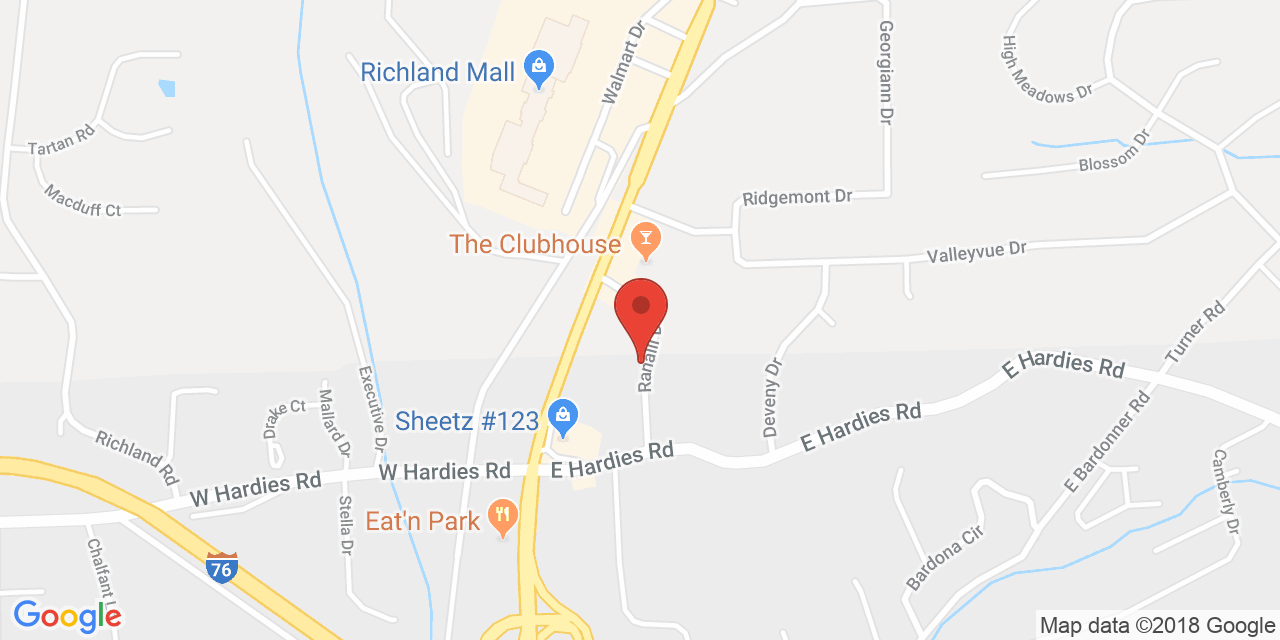 Walmart Dr
Georgiann Dr
High Meadows Dr
Richland Mall
Tartan Rd
Blossom Dr
Macduff Ct
Ridgemont Dr
The Clubhouse
Valleyvue Dr
Turner Rd
Ranalli
E Hardies Rd
Executive Dr
Mallard Dr
Drake Ct
Deveny Dr
Sheetz #123
E Hardies Rd
E Bardonner Rd
Richland Rd
W Hardies Rd
W Hardies Rd
E Hardies Rd
Camberly Dr
Stella Dr
Eat'n Park
Bardona Cir
76
Chalfant
Google
Map data ©2018 Google